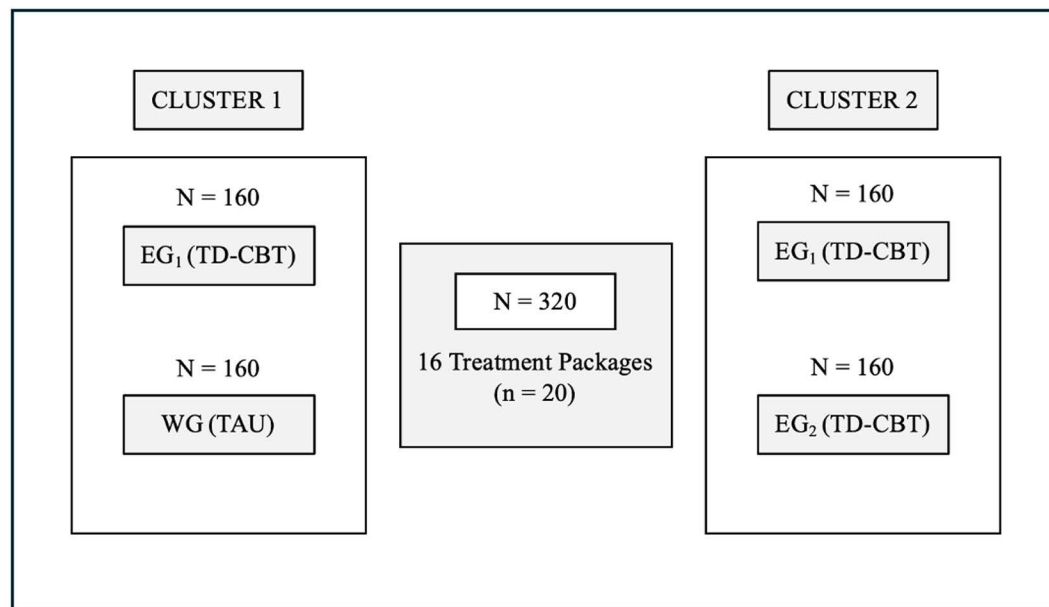 CLUSTER 1
N = 160
EG₁ (TD-CBT)
N = 160
WG (TAU)
N = 320
16 Treatment Packages
(n = 20)
CLUSTER 2
N = 160
EG₁ (TD-CBT)
N = 160
EG₂ (TD-CBT)